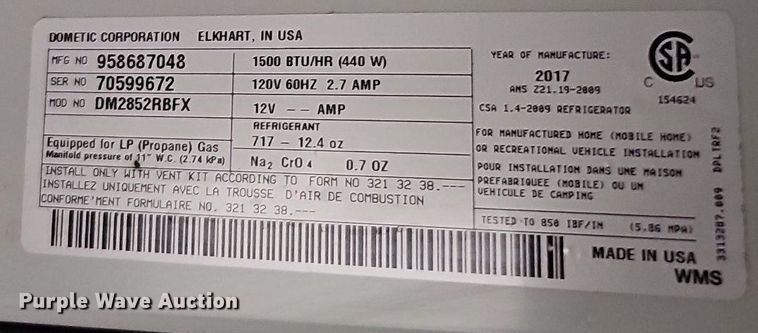 DOMETIC CORPORATION ELKHART, IN USA
MFG NO 958687048
SER NO 70599672
MOD NO DM2852RBFX
Equipped for LP (Propane) Gas
Manifold pressure of 11" W.C. (2.74 kPa)
1500 BTU/HR (440 W)
120V 60HZ 2.7 AMP
12V -- AMP
REFRIGERANT
717 - 12.4 oz
Na2 CrO4 0.7 OZ
INSTALL ONLY WITH VENT KIT ACCORDING TO FORM NO 321 32 38.---
INSTALLEZ UNIQUEMENT AVEC LA TROUSSE D'AIR DE COMBUSTION
CONFORME'MENT FORMULAIRE NO. 321 32 38.---
YEAR OF MANUFACTURE:
2017
ANS Z21.19-2009
CSA 1.4-2009 REFRIGERATOR
CSA
C US
154624
FOR MANUFACTURED HOME (MOBILE HOME)
OR RECREATIONAL VEHICLE INSTALLATION
POUR INSTALLATION DANS UNE MAISON
PREFABRIQUEE (MOBILE) OU UN
VEHICULE DE CAMPING
TESTED TO 850 IBF/IN (5.86 MPA)
MADE IN USA
WMS
3313287.009 DPLTRF2
Purple Wave Auction